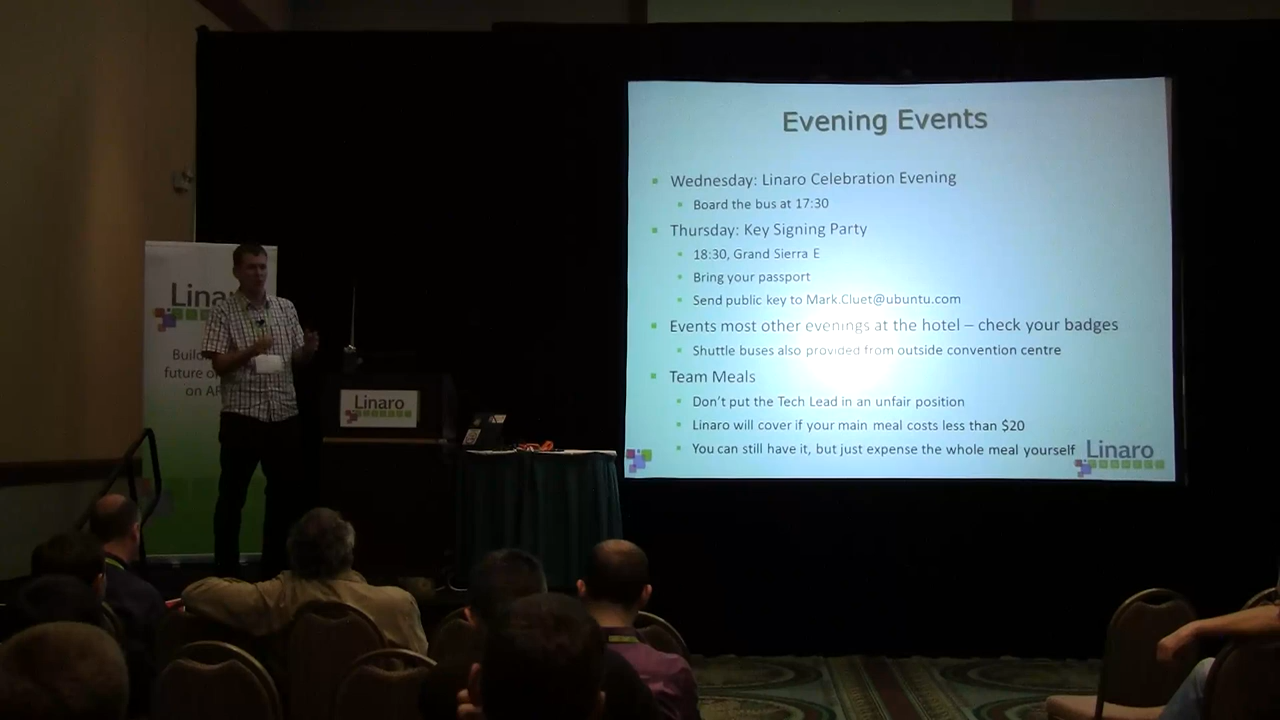 Evening Events
Wednesday: Linaro Celebration Evening
Board the bus at 17:30
Thursday: Key Signing Party
18:30, Grand Sierra E
Bring your passport
Send public key to Mark.Cluet@ubuntu.com
Events most other evenings at the hotel – check your badges
Shuttle buses also provided from outside convention centre
Team Meals
Don't put the Tech Lead in an unfair position
Linaro will cover if your main meal costs less than $20
You can still have it, but just expense the whole meal yourself
Linaro
Lina
future o
on A
Linaro